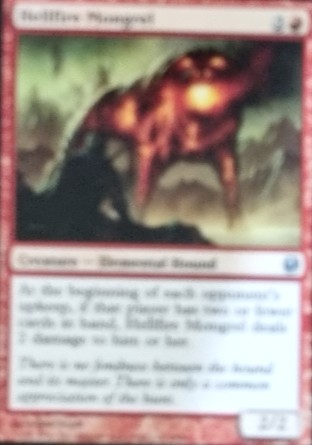 Hellfire Mongrel
2
Creature — Elemental Hound
At the beginning of each opponent's
upkeep, if that player has two or fewer
cards in hand, Hellfire Mongrel deals
2 damage to him or her.
There is no fondness between the hound
and its master. There is only a common
appreciation of the hunt.
2/2